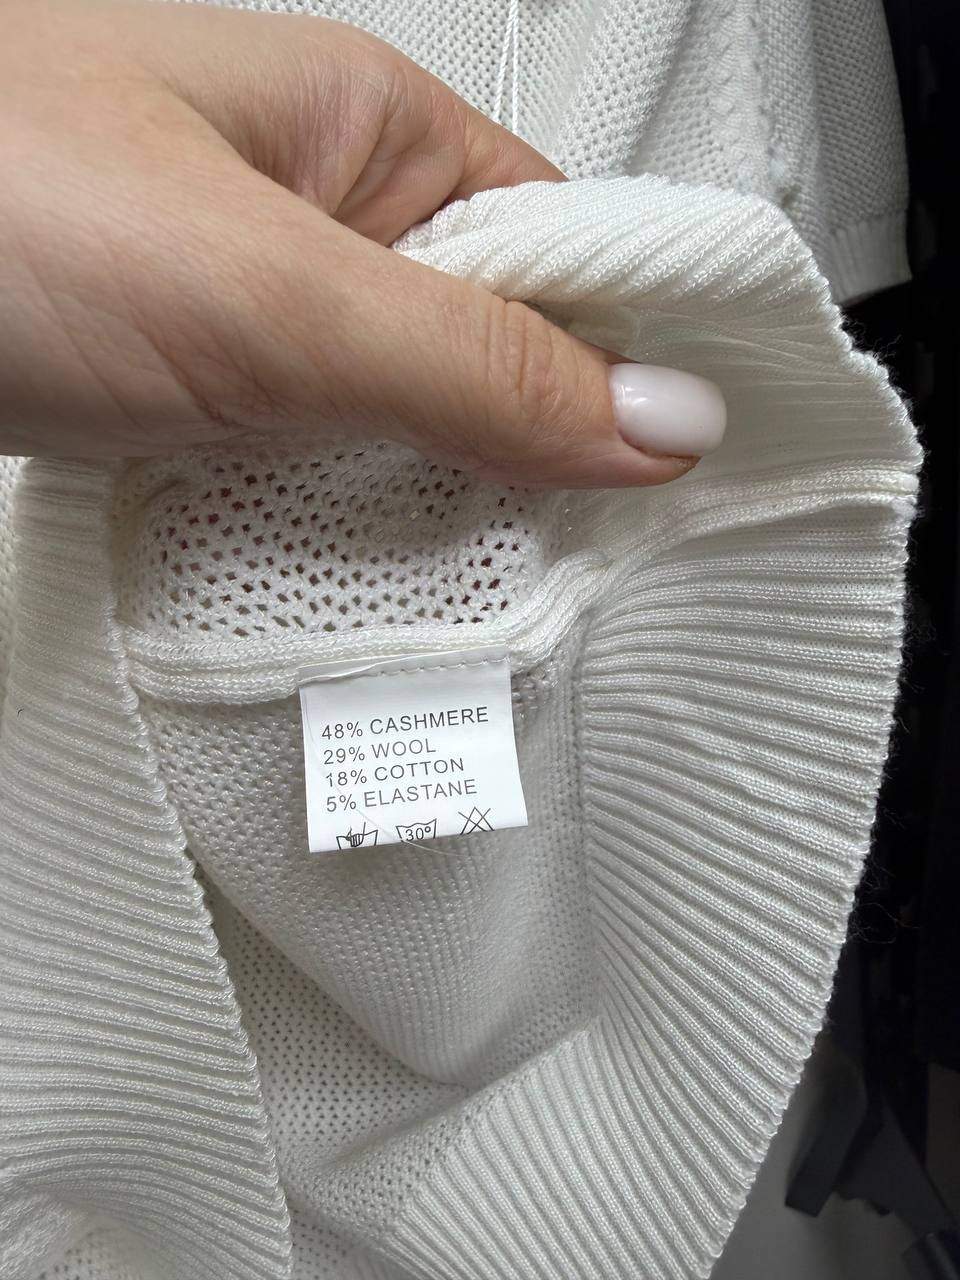 48% CASHMERE
29% WOOL
18% COTTON
5% ELASTANE
30°